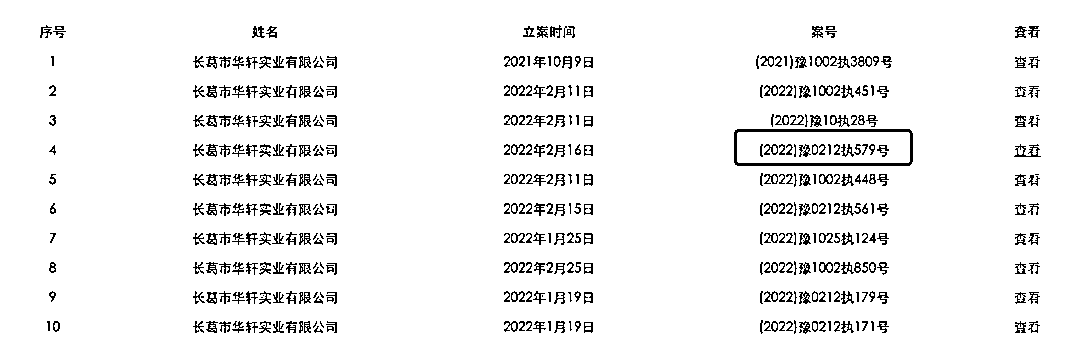 序号 姓名 立案时间 案号 查看
1 长葛市华轩实业有限公司 2021年10月9日 (2021)豫1002执3809号 查看
2 长葛市华轩实业有限公司 2022年2月11日 (2022)豫1002执451号 查看
3 长葛市华轩实业有限公司 2022年2月11日 (2022)豫10执28号 查看
4 长葛市华轩实业有限公司 2022年2月16日 (2022)豫0212执579号 查看
5 长葛市华轩实业有限公司 2022年2月11日 (2022)豫1002执448号 查看
6 长葛市华轩实业有限公司 2022年2月15日 (2022)豫0212执561号 查看
7 长葛市华轩实业有限公司 2022年1月25日 (2022)豫1025执124号 查看
8 长葛市华轩实业有限公司 2022年2月25日 (2022)豫1002执850号 查看
9 长葛市华轩实业有限公司 2022年1月19日 (2022)豫0212执179号 查看
10 长葛市华轩实业有限公司 2022年1月19日 (2022)豫0212执171号 查看